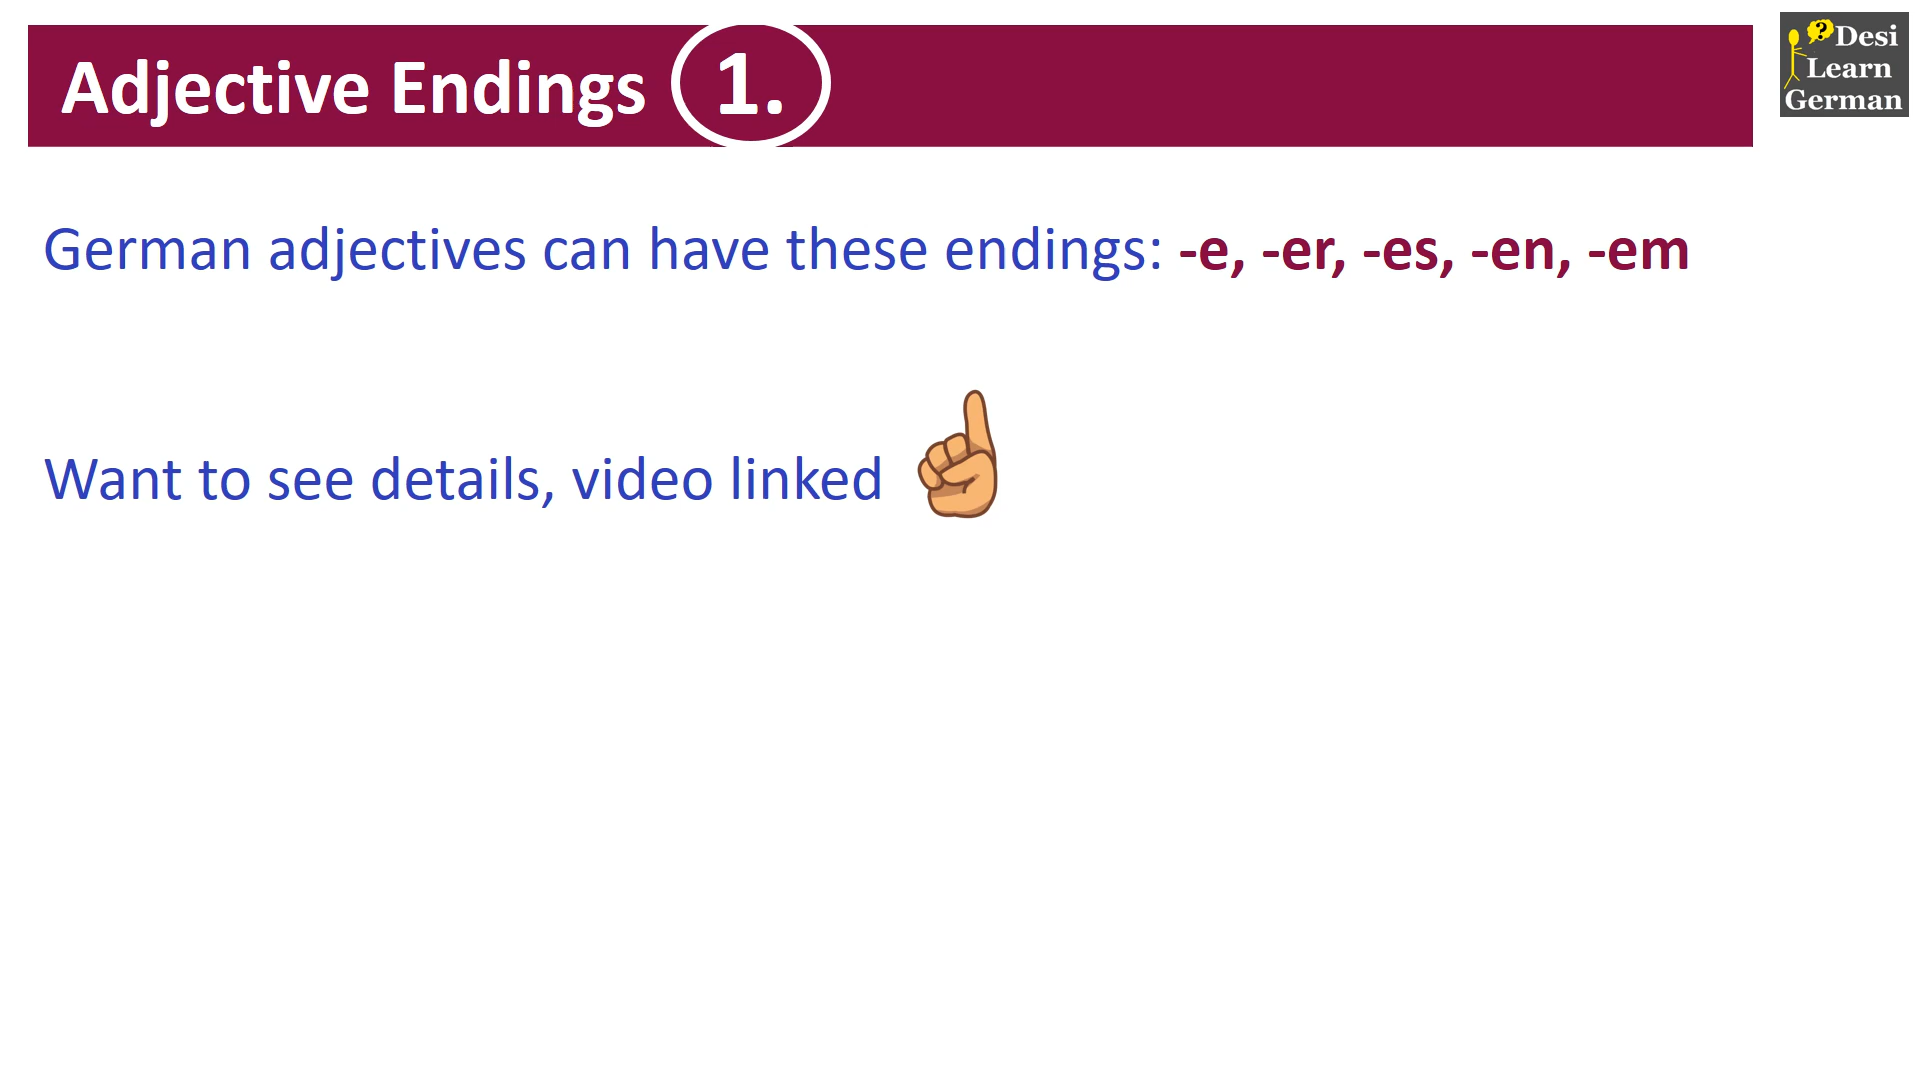 Adjective Endings 1.
? Desi
Learn
German
German adjectives can have these endings: -e, -er, -es, -en, -em
Want to see details, video linked